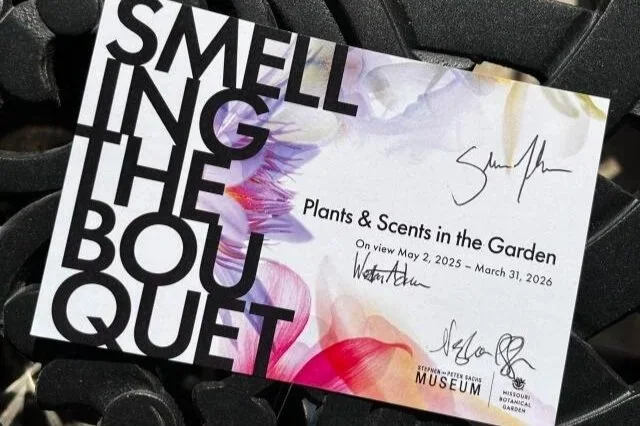 SMELL
ING
THE
BOU
QUET
Plants & Scents in the Garden
On view May 2, 2025 – March 31, 2026
STEPHEN AND PETER SACHS
MUSEUM
MISSOURI
BOTANICAL
GARDEN